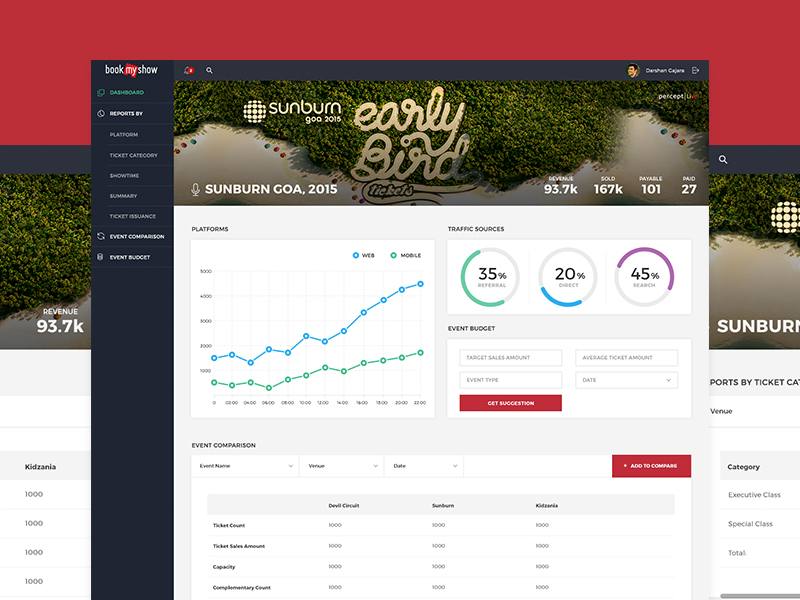 bookmyshow
2
Darshan Gajara
DASHBOARD
REPORTS BY
PLATFORM
TICKET CATEGORY
SHOWTIME
SUMMARY
TICKET ISSUANCE
EVENT COMPARISON
EVENT BUDGET
sunburn
goa 2015
early
Bird
tickets
percept Live
SUNBURN GOA, 2015
REVENUE SOLD PAYABLE PAID
93.7k 167k 101 27
PLATFORMS
WEB MOBILE
5000
4000
3000
2000
1000
0 02:00 04:00 06:00 08:00 10:00 12:00 14:00 16:00 18:00 20:00 22:00
TRAFFIC SOURCES
35% 20% 45%
REFERRAL DIRECT SEARCH
EVENT BUDGET
TARGET SALES AMOUNT AVERAGE TICKET AMOUNT
EVENT TYPE DATE
GET SUGGESTION
EVENT COMPARISON
Event Name Venue Date + ADD TO COMPARE
Devil Circuit Sunburn Kidzania
Ticket Count 1000 1000 1000
Ticket Sales Amount 1000 1000 1000
Capacity 1000 1000 1000
Complementary Count 1000 1000 1000
REVENUE
93.7k
Kidzania
1000
1000
1000
1000
SUNBURN
PORTS BY TICKET CAT
Venue
Category
Executive Class
Special Class
Total: